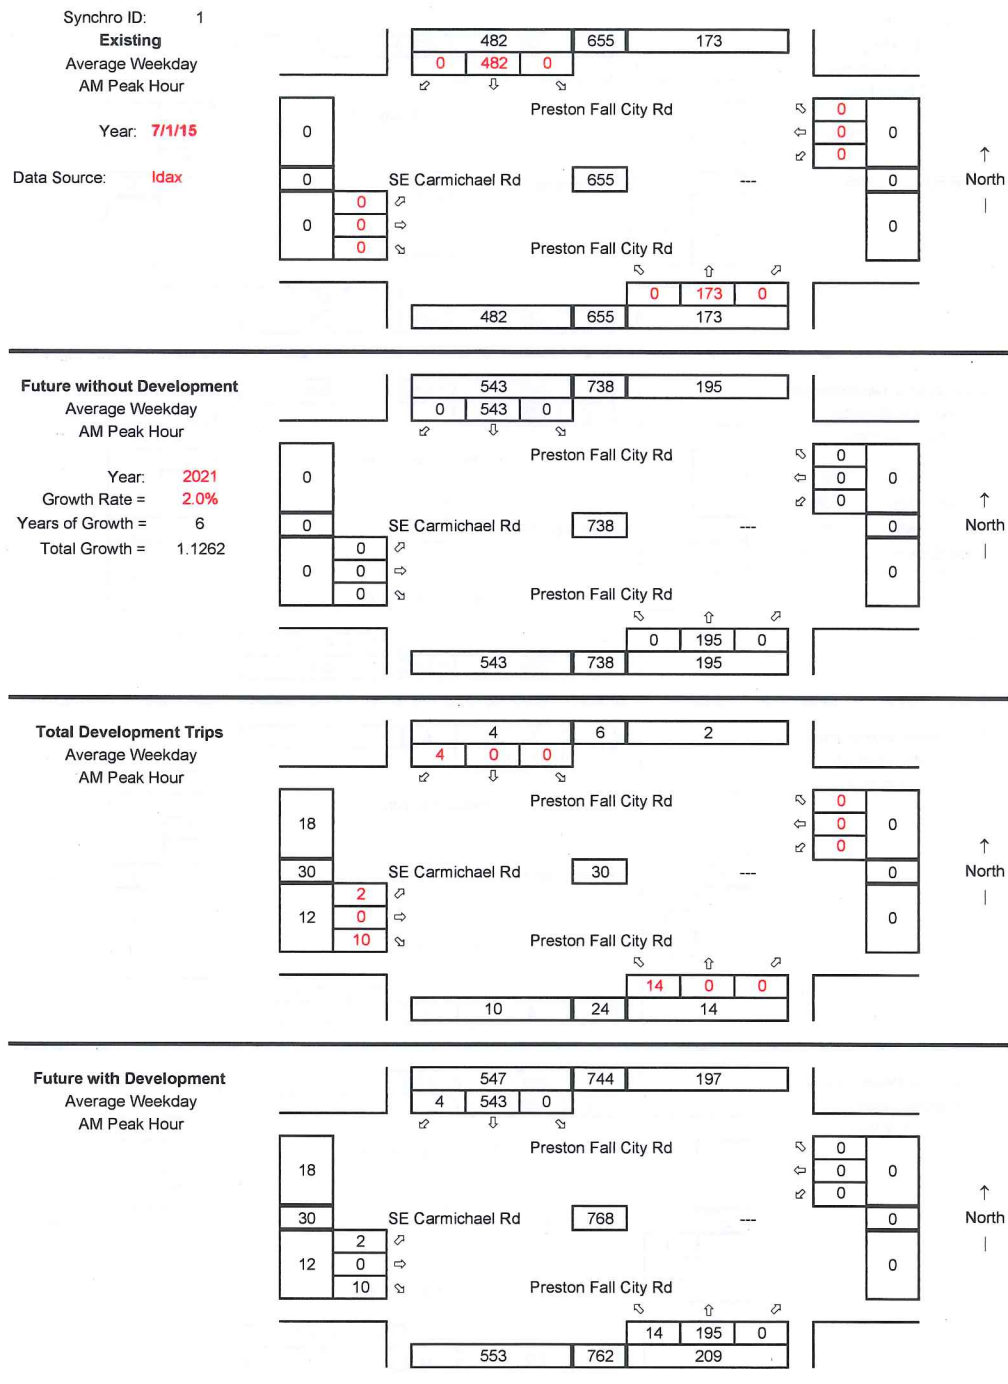 Synchro ID: 1
Existing
Average Weekday
AM Peak Hour
Year: 7/1/15
Data Source: Idax
482 655 173
0 482 0
Preston Fall City Rd
0
0
0
0
0
0
0
SE Carmichael Rd 655 ---
0
0
0
0
0
0
↑
North
|
Preston Fall City Rd
0 173 0
482 655 173
Future without Development
Average Weekday
AM Peak Hour
Year: 2021
Growth Rate = 2.0%
Years of Growth = 6
Total Growth = 1.1262
543 738 195
0 543 0
Preston Fall City Rd
0
0
0
0
0
0
0
SE Carmichael Rd 738 ---
0
0
0
0
0
0
↑
North
|
Preston Fall City Rd
0 195 0
543 738 195
Total Development Trips
Average Weekday
AM Peak Hour
4 6 2
4 0 0
Preston Fall City Rd
0
18
0
0
0
30
SE Carmichael Rd 30 ---
0
2
12
0
0
10
↑
North
|
Preston Fall City Rd
14 0 0
10 24 14
Future with Development
Average Weekday
AM Peak Hour
547 744 197
4 543 0
Preston Fall City Rd
0
18
0
0
0
30
SE Carmichael Rd 768 ---
0
2
12
0
0
10
↑
North
|
Preston Fall City Rd
14 195 0
553 762 209